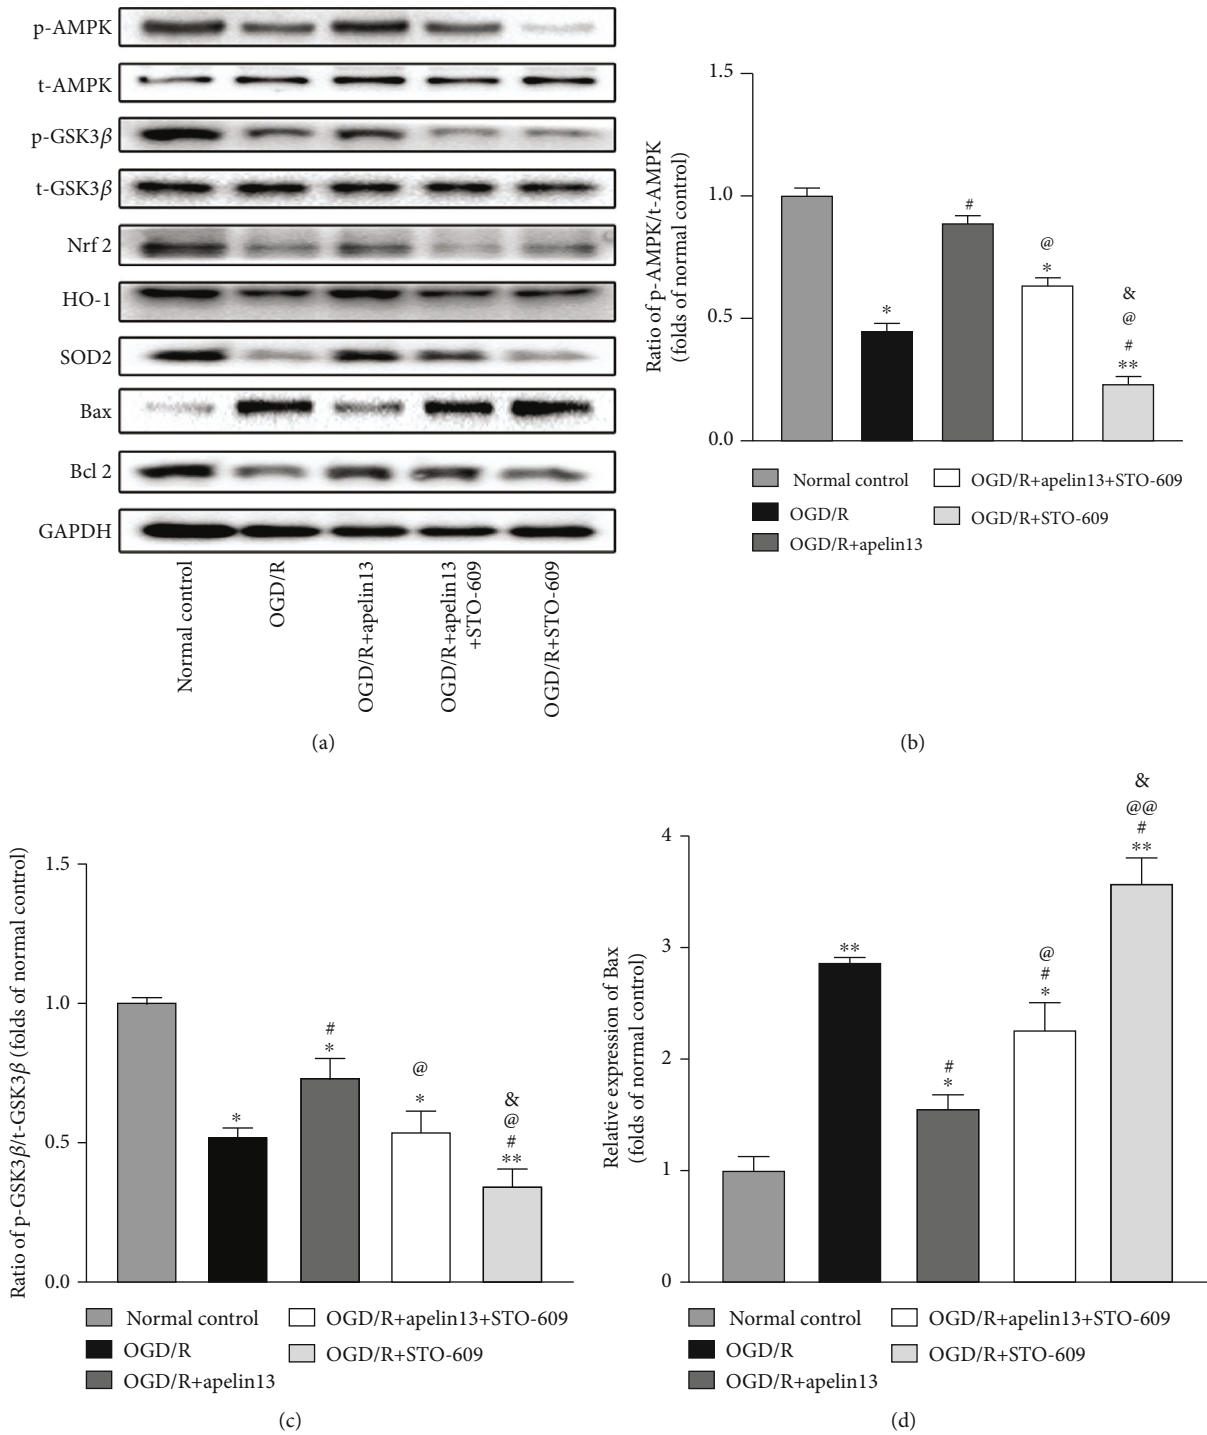 p-AMPK
t-AMPK
p-GSK3β
t-GSK3β
Nrf 2
HO-1
SOD2
Bax
Bcl 2
GAPDH
Normal control
OGD/R
OGD/R+apelin13
OGD/R+apelin13
+STO-609
OGD/R+STO-609
(a)
Ratio of p-AMPK/t-AMPK
(folds of normal control)
1.5
1.0
0.5
0.0
*
#
@
*
&
@
#
**
Normal control
OGD/R
OGD/R+apelin13
OGD/R+apelin13+STO-609
OGD/R+STO-609
(b)
Ratio of p-GSK3β/t-GSK3β (folds of normal control)
1.5
1.0
0.5
0.0
*
#
*
@
*
&
@
#
**
Normal control
OGD/R
OGD/R+apelin13
OGD/R+apelin13+STO-609
OGD/R+STO-609
(c)
Relative expression of Bax
(folds of normal control)
4
3
2
1
0
**
#
*
@
#
*
&
@@
#
**
Normal control
OGD/R
OGD/R+apelin13
OGD/R+apelin13+STO-609
OGD/R+STO-609
(d)